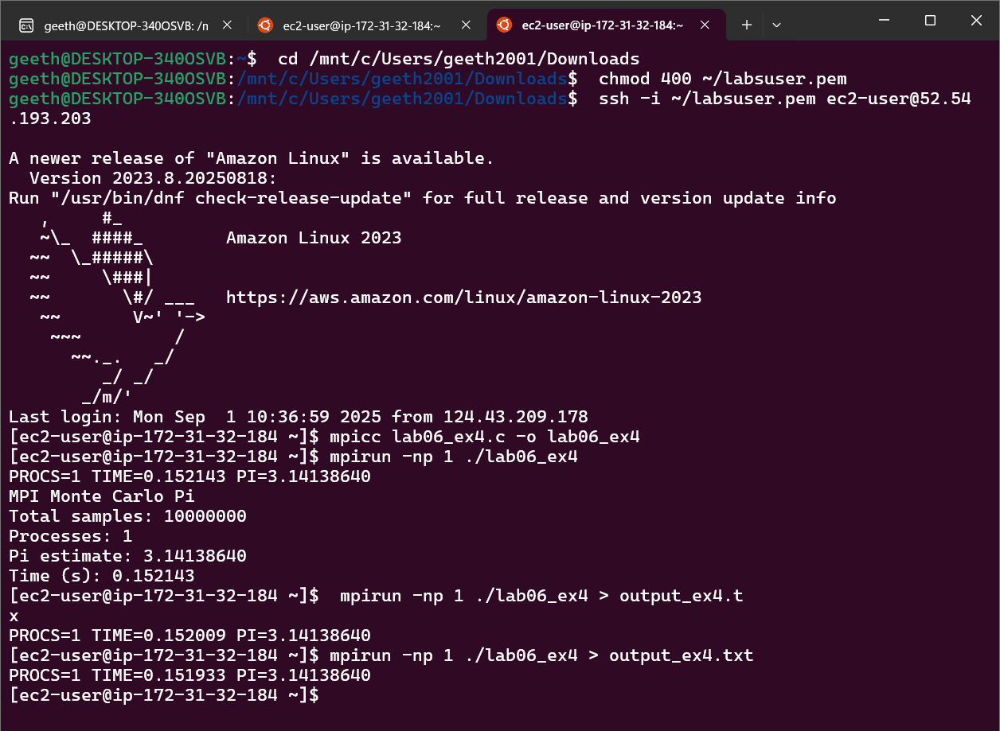 geeth@DESKTOP-340OSVB: /n
ec2-user@ip-172-31-32-184:~
ec2-user@ip-172-31-32-184:~
geeth@DESKTOP-340OSVB:~$  cd /mnt/c/Users/geeth2001/Downloads
geeth@DESKTOP-340OSVB:/mnt/c/Users/geeth2001/Downloads$  chmod 400 ~/labsuser.pem
geeth@DESKTOP-340OSVB:/mnt/c/Users/geeth2001/Downloads$  ssh -i ~/labsuser.pem ec2-user@52.54
.193.203
A newer release of "Amazon Linux" is available.
  Version 2023.8.20250818:
Run "/usr/bin/dnf check-release-update" for full release and version update info
   ,     #_
   ~\_  ####_        Amazon Linux 2023
  ~~  \_#####\
  ~~     \###|
  ~~       \#/ ___   https://aws.amazon.com/linux/amazon-linux-2023
   ~~       V~' '->
    ~~~         /
      ~~._.   _/
         _/ _/
       _/m/'
Last login: Mon Sep  1 10:36:59 2025 from 124.43.209.178
[ec2-user@ip-172-31-32-184 ~]$ mpicc lab06_ex4.c -o lab06_ex4
[ec2-user@ip-172-31-32-184 ~]$ mpirun -np 1 ./lab06_ex4
PROCS=1 TIME=0.152143 PI=3.14138640
MPI Monte Carlo Pi
Total samples: 10000000
Processes: 1
Pi estimate: 3.14138640
Time (s): 0.152143
[ec2-user@ip-172-31-32-184 ~]$  mpirun -np 1 ./lab06_ex4 > output_ex4.t
x
PROCS=1 TIME=0.152009 PI=3.14138640
[ec2-user@ip-172-31-32-184 ~]$ mpirun -np 1 ./lab06_ex4 > output_ex4.txt
PROCS=1 TIME=0.151933 PI=3.14138640
[ec2-user@ip-172-31-32-184 ~]$